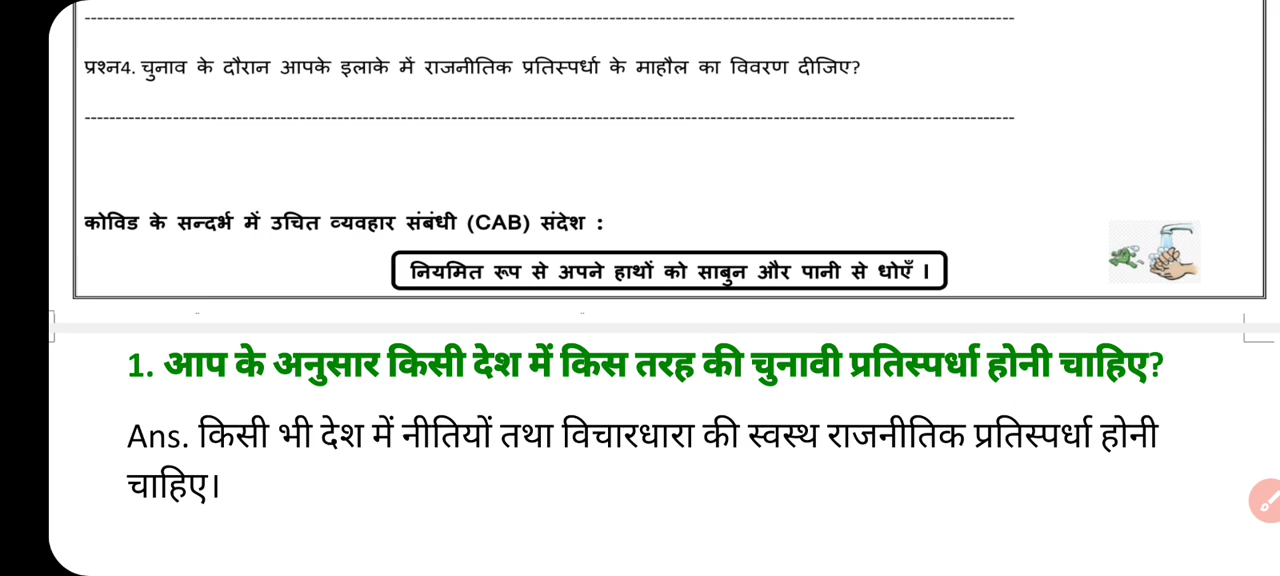 प्रश्न4. चुनाव के दौरान आपके इलाके में राजनीतिक प्रतिस्पर्धा के माहौल का विवरण दीजिए?
कोविड के सन्दर्भ में उचित व्यवहार संबंधी (CAB) संदेश :
नियमित रूप से अपने हाथों को साबुन और पानी से धोएँ ।
1. आप के अनुसार किसी देश में किस तरह की चुनावी प्रतिस्पर्धा होनी चाहिए?
Ans. किसी भी देश में नीतियों तथा विचारधारा की स्वस्थ राजनीतिक प्रतिस्पर्धा होनी
चाहिए।